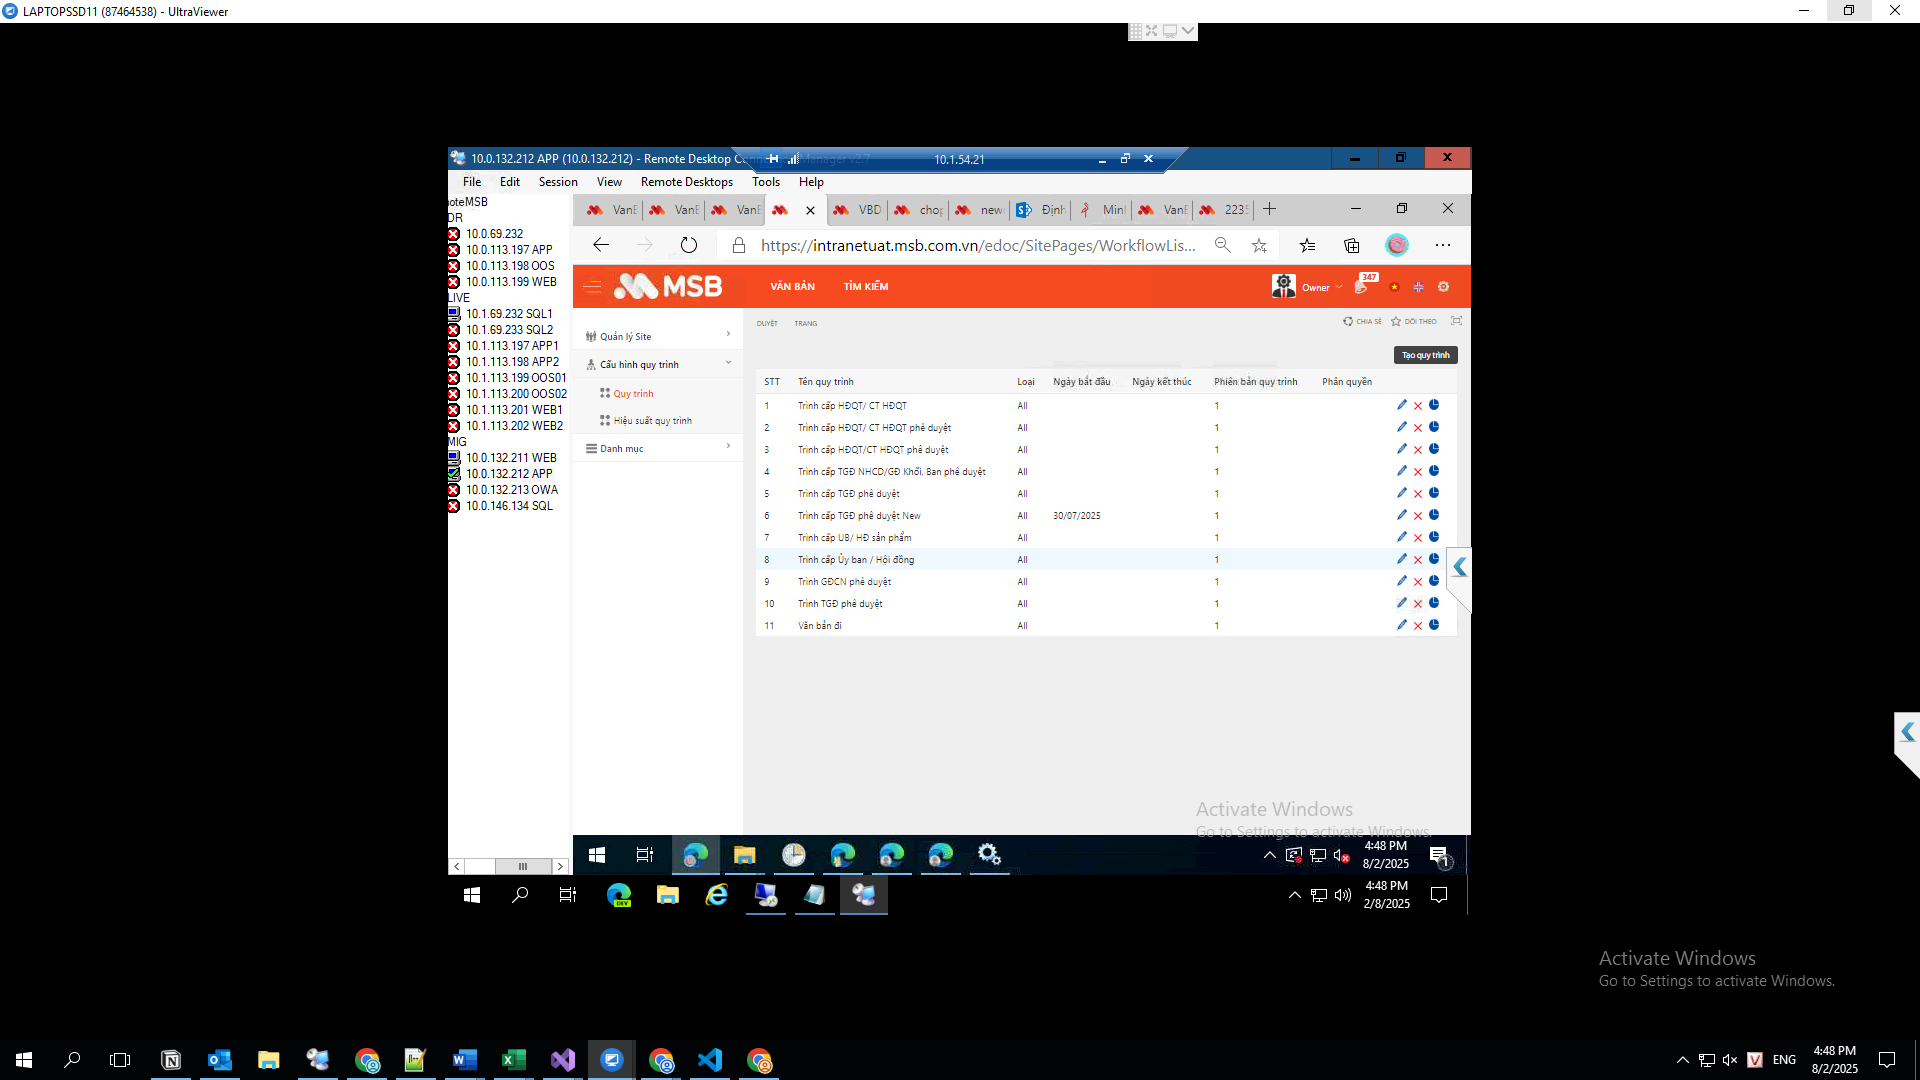 LAPTOPSSD11 (87464538) - UltraViewer
10.0.132.212 APP (10.0.132.212) - Remote Desktop Connection Manager v2.7
10.1.54.21
File Edit Session View Remote Desktops Tools Help
oteMSB
DR
10.0.69.232
10.0.113.197 APP
10.0.113.198 OOS
10.0.113.199 WEB
LIVE
10.1.69.232 SQL1
10.1.69.233 SQL2
10.1.113.197 APP1
10.1.113.198 APP2
10.1.113.199 OOS01
10.1.113.200 OOS02
10.1.113.201 WEB1
10.1.113.202 WEB2
MIG
10.0.132.211 WEB
10.0.132.212 APP
10.0.132.213 OWA
10.0.146.134 SQL
VanE VanE VanE VBD chop new Định Minl VanE 2235
https://intranetuat.msb.com.vn/edoc/SitePages/WorkflowLis...
MSB VĂN BẢN TÌM KIẾM Owner 347
Quản lý Site
Cấu hình quy trình
Quy trình
Hiệu suất quy trình
Danh mục
DUYỆT TRANG CHIA SẺ DÕI THEO
Tạo quy trình
STT Tên quy trình Loại Ngày bắt đầu Ngày kết thúc Phiên bản quy trình Phân quyền
1 Trình cấp HĐQT/ CT HĐQT All 1
2 Trình cấp HĐQT/ CT HĐQT phê duyệt All 1
3 Trình cấp HĐQT/CT HĐQT phê duyệt All 1
4 Trình cấp TGĐ NHCD/GĐ Khối, Ban phê duyệt All 1
5 Trình cấp TGĐ phê duyệt All 1
6 Trình cấp TGĐ phê duyệt New All 30/07/2025 1
7 Trình cấp UB/ HĐ sản phẩm All 1
8 Trình cấp Ủy ban / Hội đồng All 1
9 Trình GĐCN phê duyệt All 1
10 Trình TGĐ phê duyệt All 1
11 Văn bản đi All 1
Activate Windows
Go to Settings to activate Windows.
4:48 PM
8/2/2025
1
DEV
4:48 PM
2/8/2025
Activate Windows
Go to Settings to activate Windows.
ENG
4:48 PM
8/2/2025